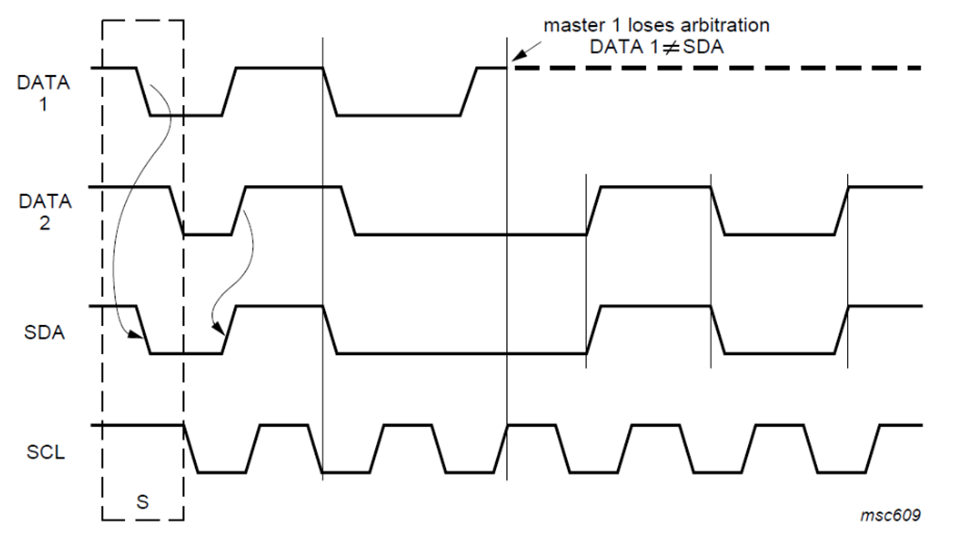 master 1 loses arbitration
DATA 1≠SDA
DATA
1
DATA
2
SDA
SCL
S
msc609